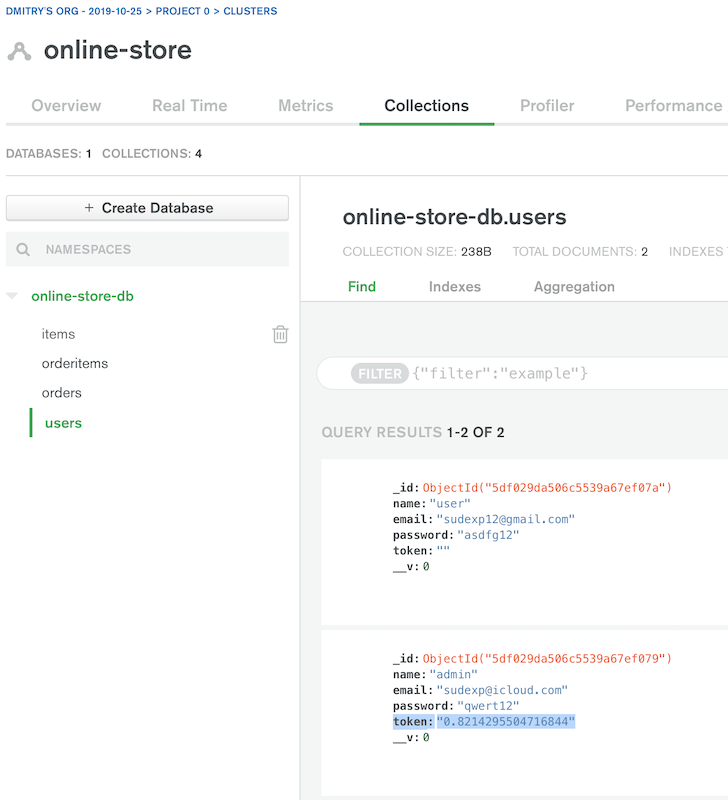 DMITRY'S ORG - 2019-10-25 > PROJECT 0 > CLUSTERS
online-store
Overview Real Time Metrics Collections Profiler Performance
DATABASES: 1 COLLECTIONS: 4
+ Create Database
NAMESPACES
online-store-db
items
orderitems
orders
users
online-store-db.users
COLLECTION SIZE: 238B TOTAL DOCUMENTS: 2 INDEXES
Find Indexes Aggregation
FILTER {"filter":"example"}
QUERY RESULTS 1-2 OF 2
_id: ObjectId("5df029da506c5539a67ef07a")
name: "user"
email: "sudexp12@gmail.com"
password: "asdfg12"
token: ""
__v: 0
_id: ObjectId("5df029da506c5539a67ef079")
name: "admin"
email: "sudexp@icloud.com"
password: "qwert12"
token: "0.8214295504716844"
__v: 0